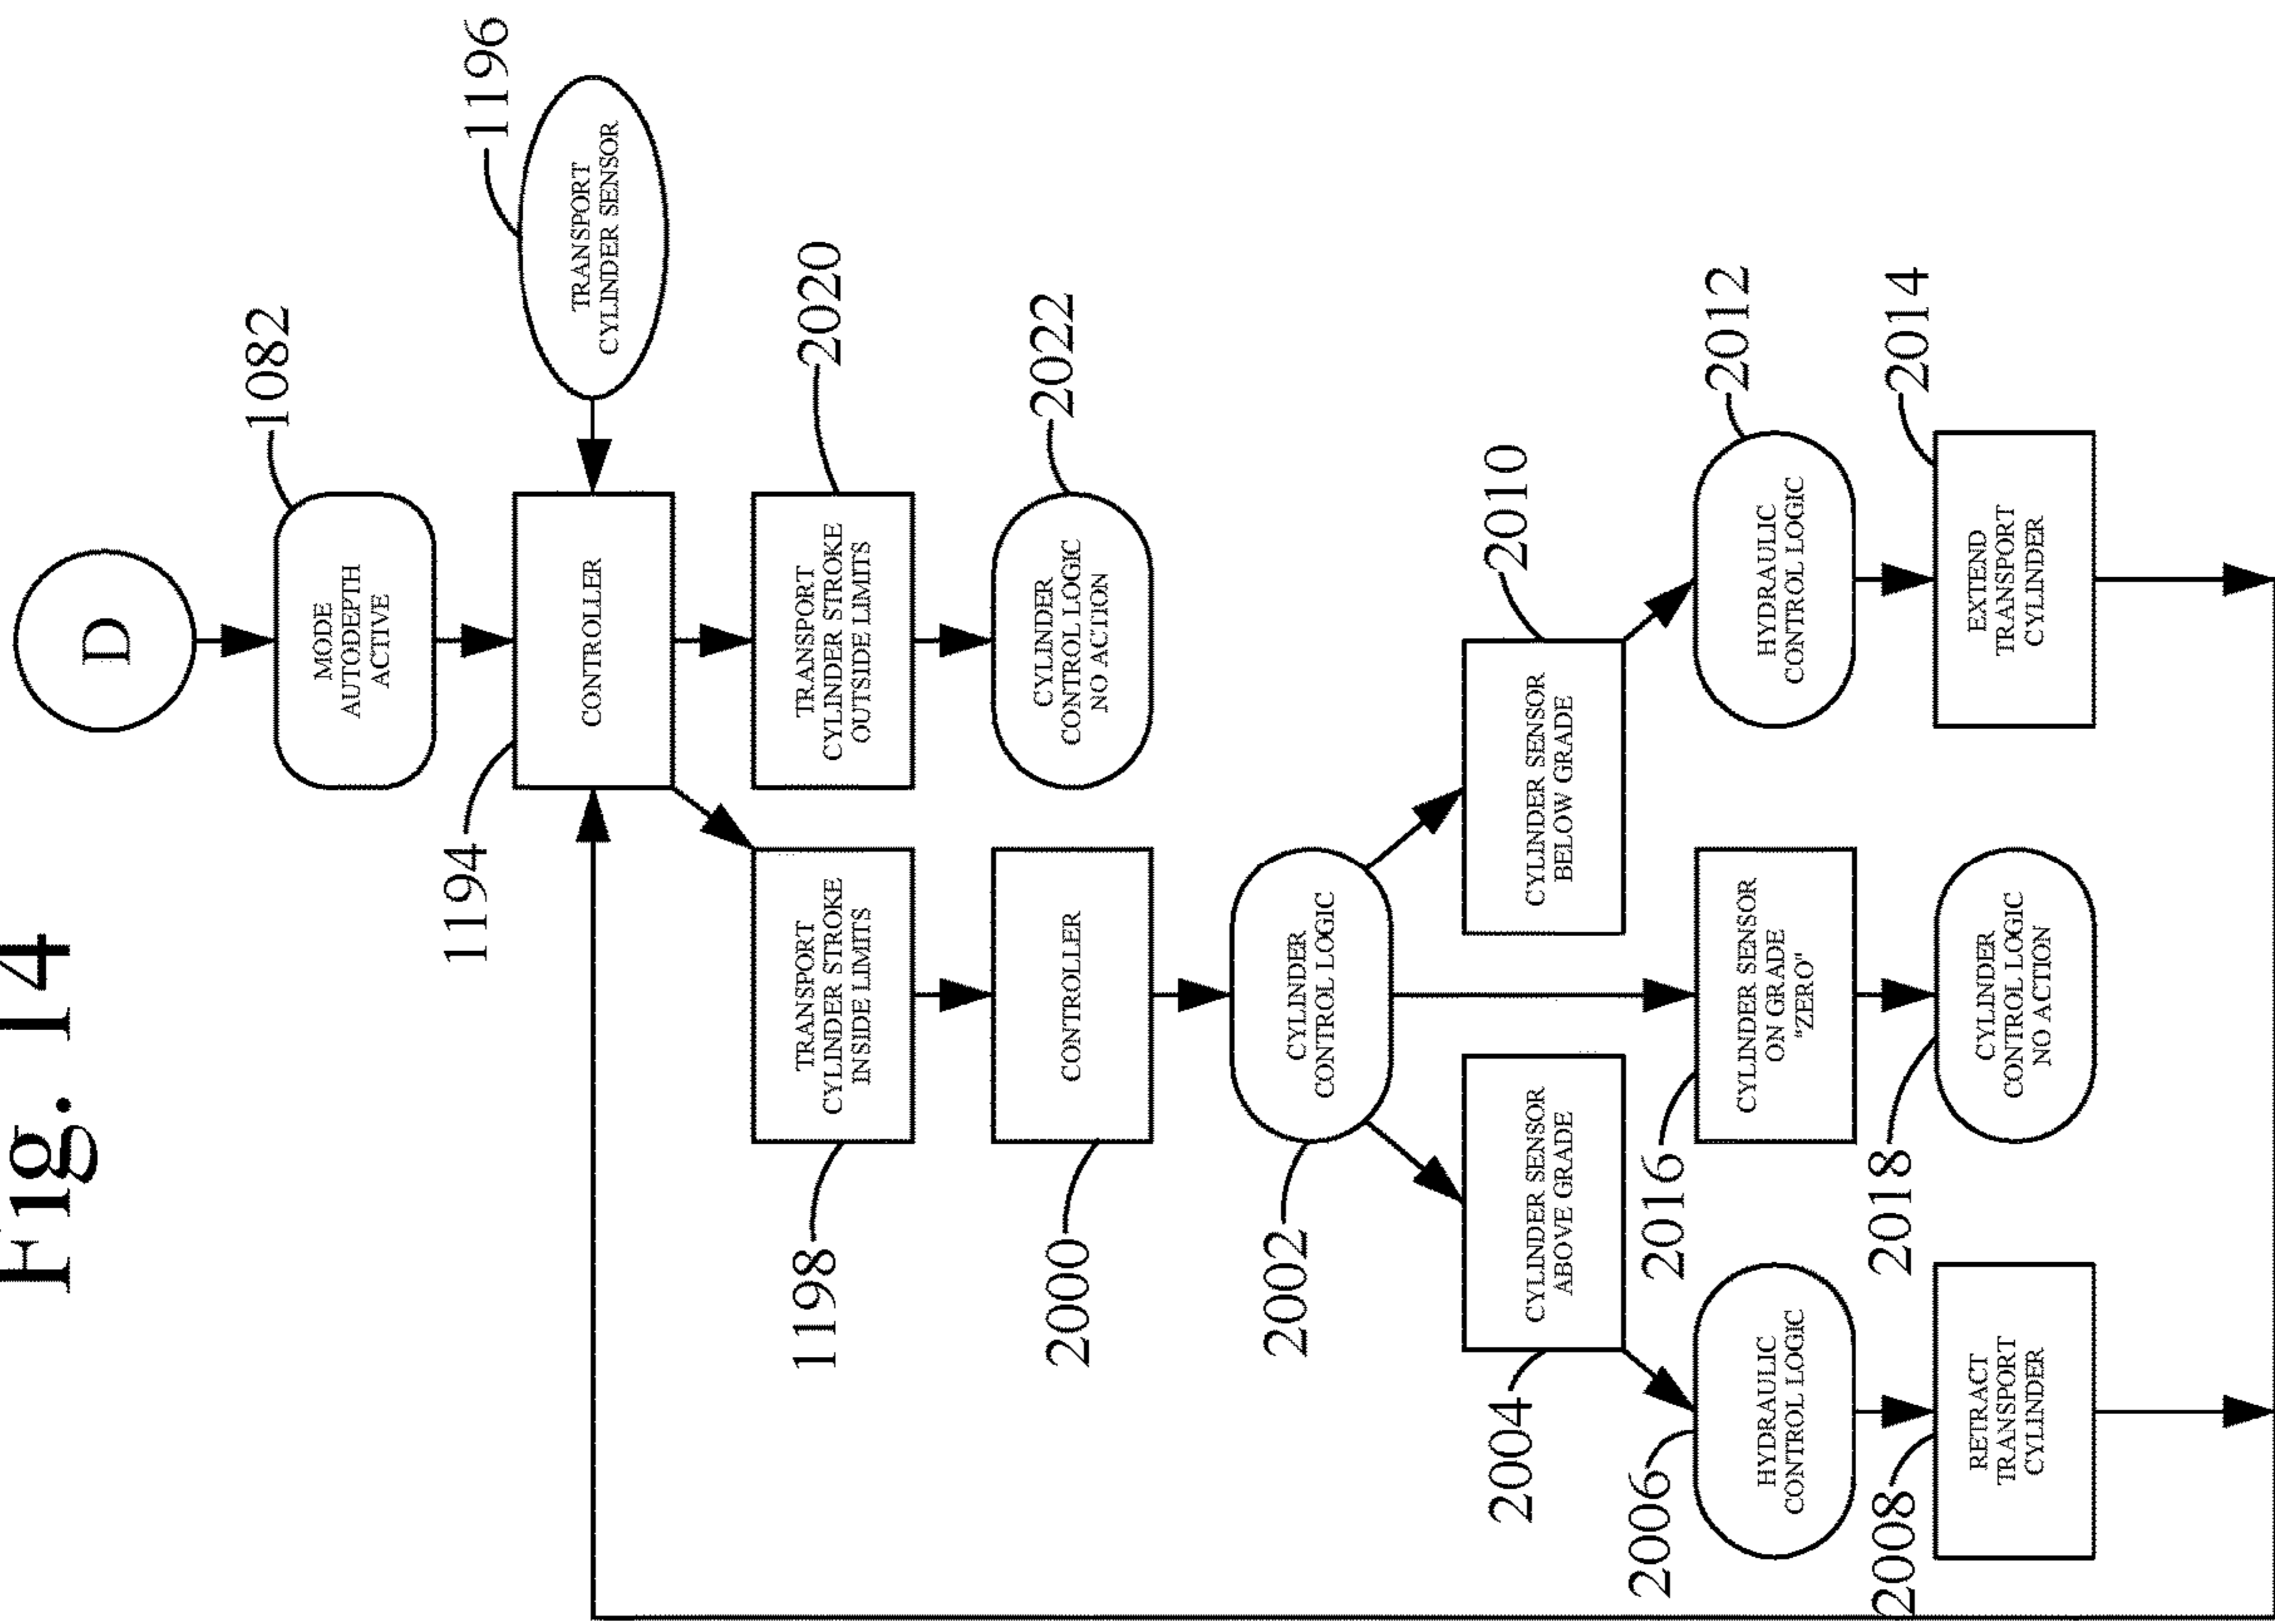 Fig. 14
D
1082
MODE
AUTODEPTH
ACTIVE
1194
CONTROLLER
1196
TRANSPORT
CYLINDER SENSOR
1198
TRANSPORT
CYLINDER STROKE
INSIDE LIMITS
2020
TRANSPORT
CYLINDER STROKE
OUTSIDE LIMITS
2000
CONTROLLER
2022
CYLINDER
CONTROL LOGIC
NO ACTION
2002
CYLINDER
CONTROL LOGIC
2004
CYLINDER SENSOR
ABOVE GRADE
2010
CYLINDER SENSOR
BELOW GRADE
2006
HYDRAULIC
CONTROL LOGIC
2016
CYLINDER SENSOR
ON GRADE
"ZERO"
2012
HYDRAULIC
CONTROL LOGIC
2008
RETRACT
TRANSPORT
CYLINDER
2018
CYLINDER
CONTROL LOGIC
NO ACTION
2014
EXTEND
TRANSPORT
CYLINDER